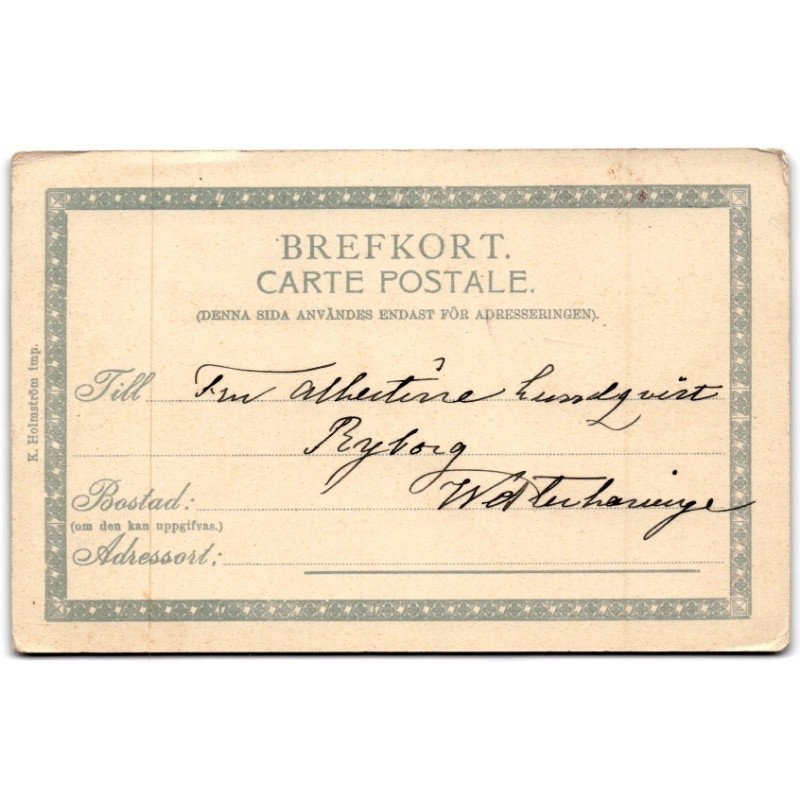 BREFKORT.
CARTE POSTALE.
(DENNA SIDA ANVÄNDES ENDAST FÖR ADRESSERINGEN).
Till Fru Albertine Lundqvist
Ryborg
Bostad: Westerhaninge
(om den kan uppgifvas.)
Adressort:
K. Holmström imp.